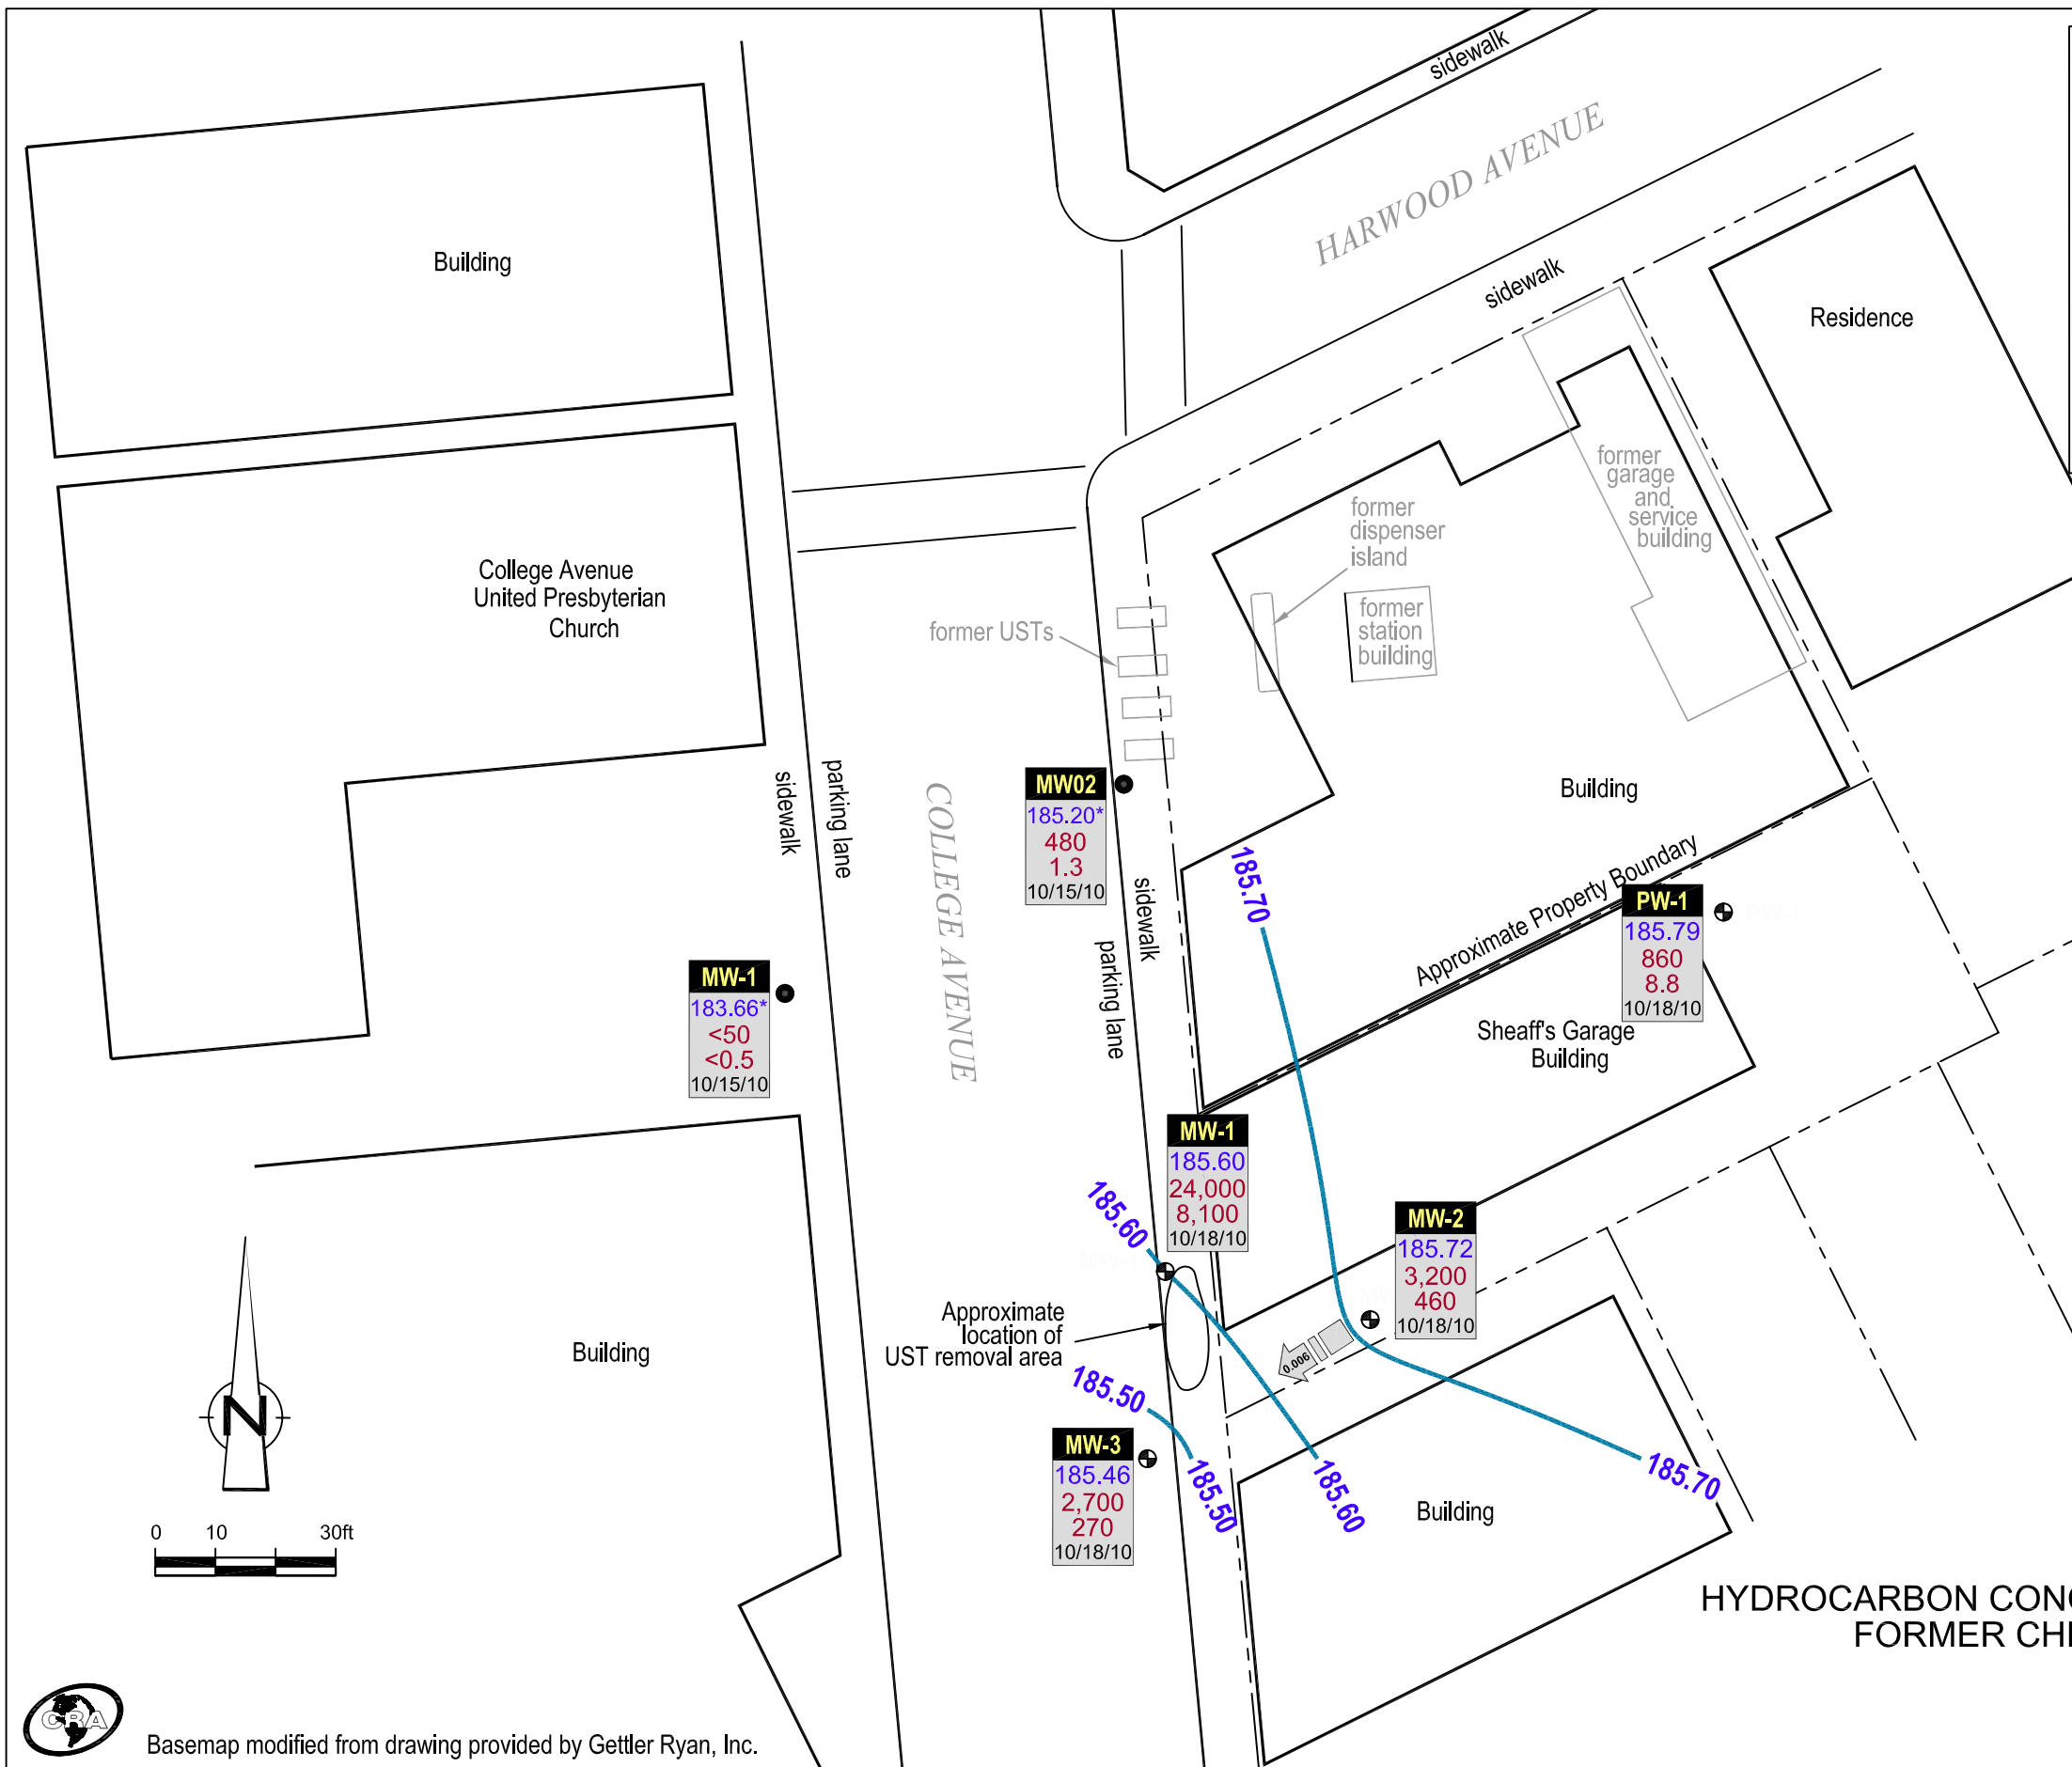 sidewalk
HARWOOD AVENUE
sidewalk
Building
Residence
former
garage
and
service
building
former
dispenser
island
former
station
building
former USTs
College Avenue
United Presbyterian
Church
sidewalk
parking lane
COLLEGE AVENUE
MW02
185.20*
480
1.3
10/15/10
Building
sidewalk
parking lane
185.70
Approximate Property Boundary
PW-1
185.79
860
8.8
10/18/10
MW-1
183.66*
<50
<0.5
10/15/10
Sheaff's Garage
Building
MW-1
185.60
24,000
8,100
10/18/10
185.60
MW-2
185.72
3,200
460
10/18/10
Approximate
location of
UST removal area
0.006
Building
185.50
MW-3
185.46
2,700
270
10/18/10
185.50
185.60
185.70
Building
N
0 10 30ft
HYDROCARBON CONC
FORMER CHE
CRA
Basemap modified from drawing provided by Gettler Ryan, Inc.